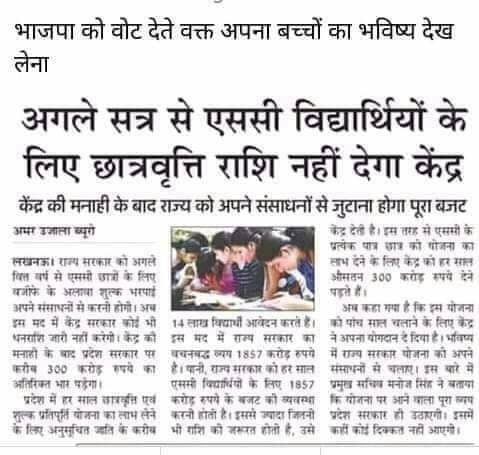 भाजपा को वोट देते वक्त अपना बच्चों का भविष्य देख
लेना
अगले सत्र से एससी विद्यार्थियों के
लिए छात्रवृत्ति राशि नहीं देगा केंद्र
केंद्र की मनाही के बाद राज्य को अपने संसाधनों से जुटाना होगा पूरा बजट
अमर उजाला ब्यूरो
लखनऊ। राज्य सरकार को अगले
वित्त वर्ष से एससी छात्रों के लिए
वजीफे के अलावा शुल्क भरपाई
अपने संसाधनों से करनी होगी। अब
इस मद में केंद्र सरकार कोई भी
धनराशि जारी नहीं करेगी। केंद्र की
मनाही के बाद प्रदेश सरकार पर
करीब 300 करोड़ रुपये का
अतिरिक्त भार पड़ेगा।
प्रदेश में हर साल छात्रवृत्ति एवं
शुल्क प्रतिपूर्ति योजना का लाभ लेने
के लिए अनुसूचित जाति के करीब
14 लाख विद्यार्थी आवेदन करते हैं।
इस मद में राज्य सरकार का
वचनबद्ध व्यय 1857 करोड़ रुपये
है। यानी, राज्य सरकार को हर साल
एससी विद्यार्थियों के लिए 1857
करोड़ रुपये के बजट की व्यवस्था
करनी होती है। इससे ज्यादा जितनी
भी राशि की जरूरत होती है, उसे
केंद्र देती है। इस तरह से एससी के
प्रत्येक पात्र छात्र को योजना का
लाभ देने के लिए केंद्र को हर साल
औसतन 300 करोड़ रुपये देने
पड़ते हैं।
अब कहा गया है कि इस योजना
को पांच साल चलाने के लिए केंद्र
ने अपना योगदान दे दिया है। भविष्य
में राज्य सरकार योजना को अपने
संसाधनों से चलाए। इस बारे में
प्रमुख सचिव मनोज सिंह ने बताया
कि योजना पर आने वाला पूरा व्यय
प्रदेश सरकार ही उठाएगी। इसमें
कहीं कोई दिक्कत नहीं आएगी।